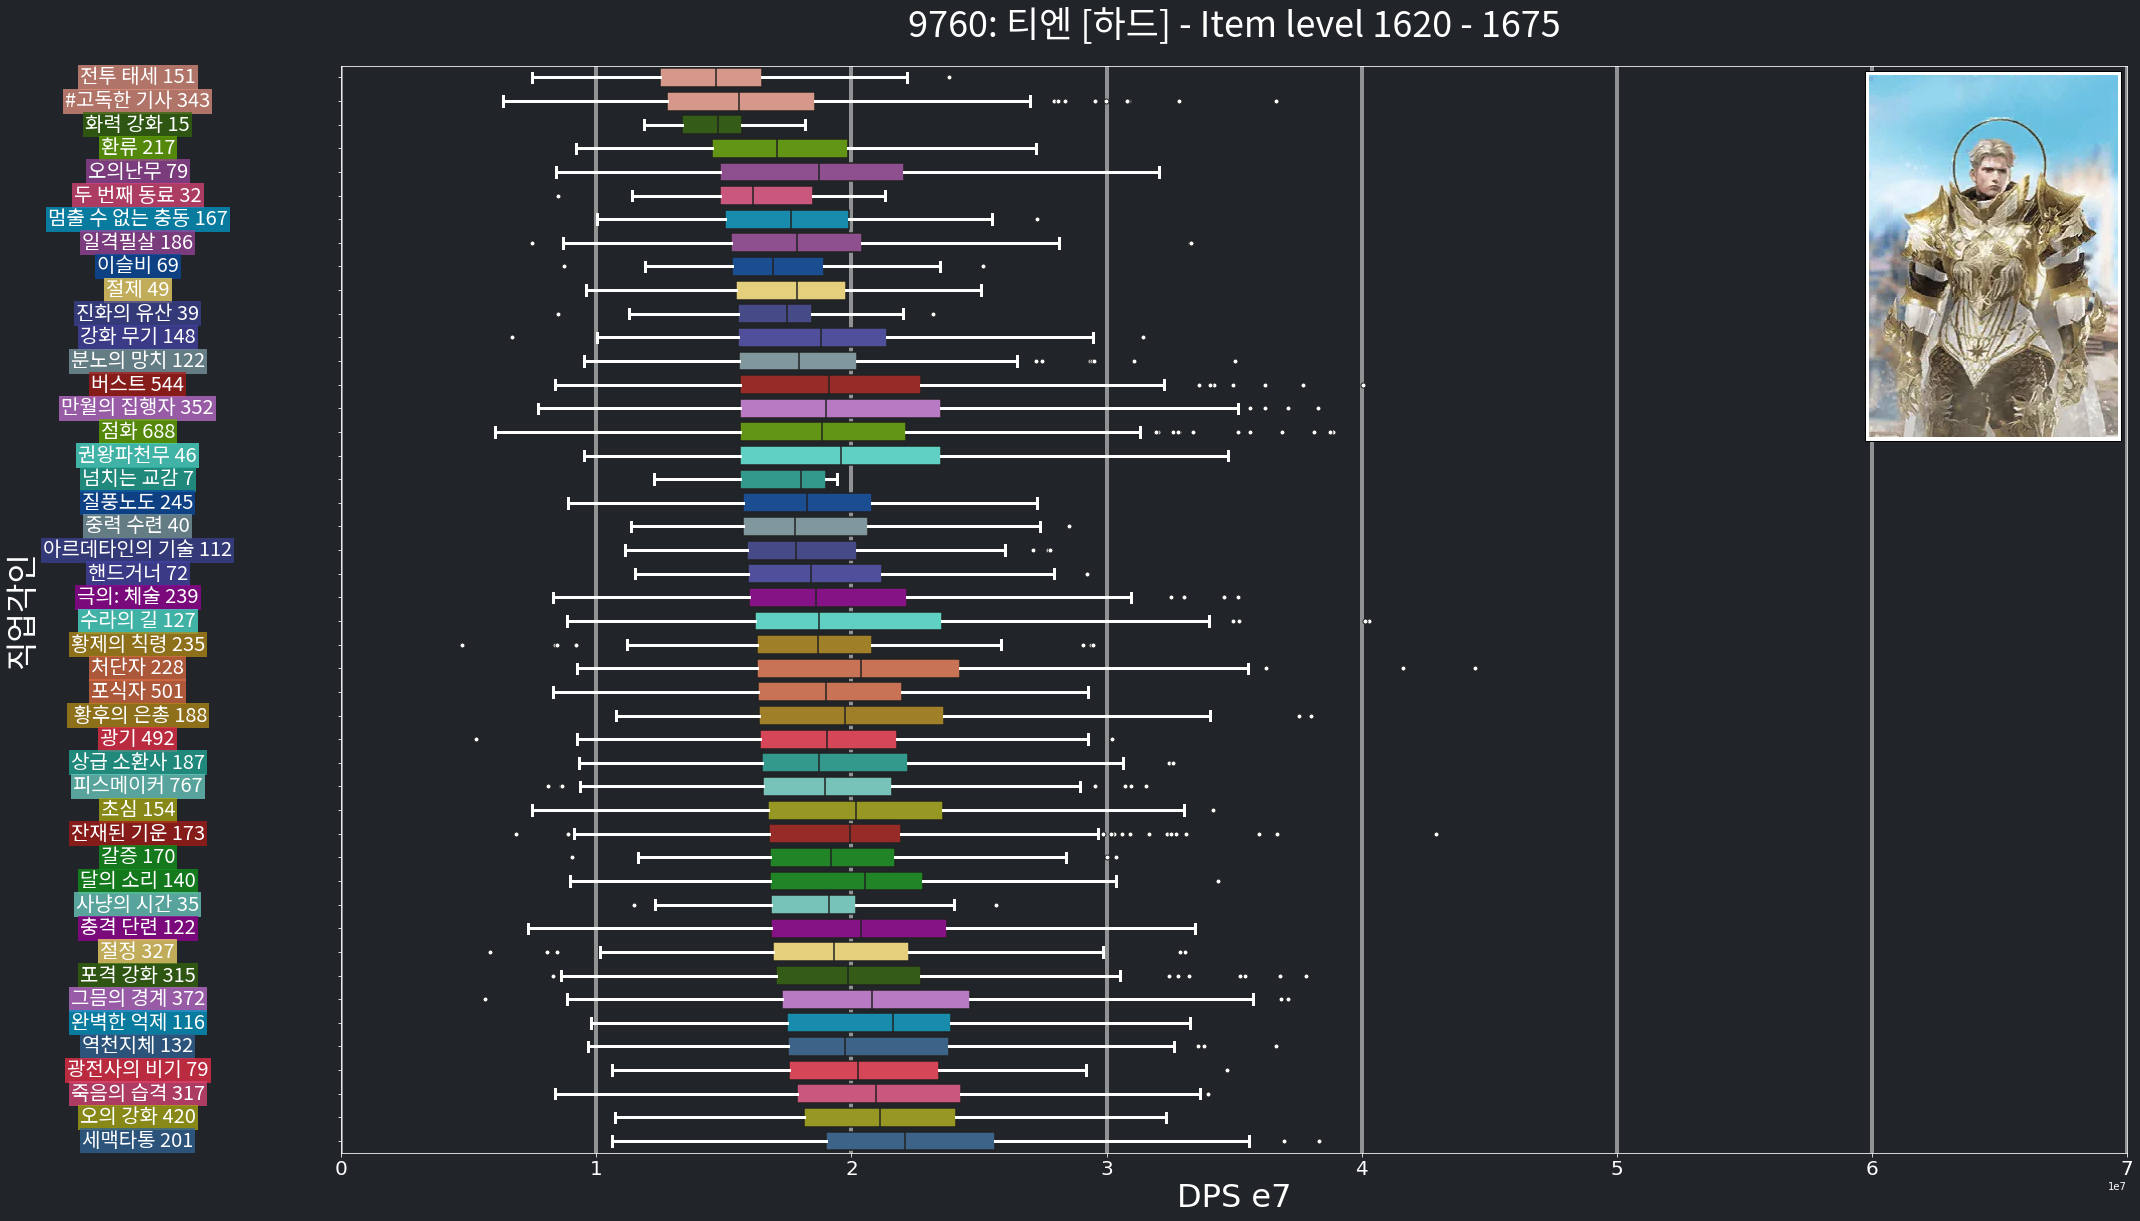 9760: 티엔 [하드] - Item level 1620 - 1675
전투 태세 151
#고독한 기사 343
화력 강화 15
환류 217
오의난무 79
두 번째 동료 32
멈출 수 없는 충동 167
일격필살 186
이슬비 69
절제 49
진화의 유산 39
강화 무기 148
분노의 망치 122
버스트 544
만월의 집행자 352
점화 688
권왕파천무 46
넘치는 교감 7
질풍노도 245
중력 수련 40
아르데타인의 기술 112
핸드거너 72
극의: 체술 239
수라의 길 127
황제의 칙령 235
처단자 228
포식자 501
황후의 은총 188
광기 492
상급 소환사 187
피스메이커 767
초심 154
잔재된 기운 173
갈증 170
달의 소리 140
사냥의 시간 35
충격 단련 122
절정 327
포격 강화 315
그믐의 경계 372
완벽한 억제 116
역천지체 132
광전사의 비기 79
죽음의 습격 317
오의 강화 420
세맥타통 201
직업각인
0 1 2 3 4 5 6 7
1e7
DPS e7